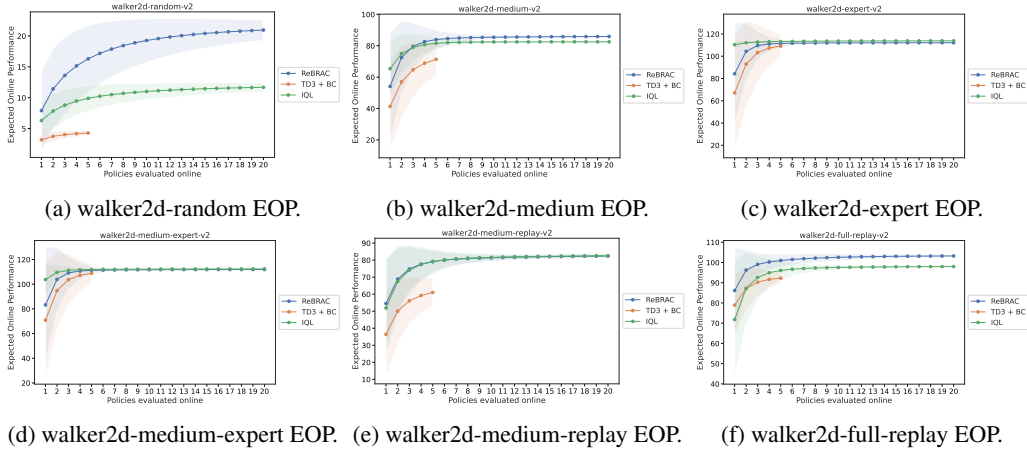 walker2d-random-v2
Expected Online Performance
20
15
10
5
1 2 3 4 5 6 7 8 9 10 11 12 13 14 15 16 17 18 19 20
Policies evaluated online
ReBRAC
TD3 + BC
IQL
(a) walker2d-random EOP.
walker2d-medium-v2
Expected Online Performance
100
80
60
40
20
1 2 3 4 5 6 7 8 9 10 11 12 13 14 15 16 17 18 19 20
Policies evaluated online
ReBRAC
TD3 + BC
IQL
(b) walker2d-medium EOP.
walker2d-expert-v2
Expected Online Performance
120
100
80
60
40
20
1 2 3 4 5 6 7 8 9 10 11 12 13 14 15 16 17 18 19 20
Policies evaluated online
ReBRAC
TD3 + BC
IQL
(c) walker2d-expert EOP.
walker2d-medium-expert-v2
Expected Online Performance
120
100
80
60
40
20
1 2 3 4 5 6 7 8 9 10 11 12 13 14 15 16 17 18 19 20
Policies evaluated online
ReBRAC
TD3 + BC
IQL
(d) walker2d-medium-expert EOP.
walker2d-medium-replay-v2
Expected Online Performance
90
80
70
60
50
40
30
20
10
1 2 3 4 5 6 7 8 9 10 11 12 13 14 15 16 17 18 19 20
Policies evaluated online
ReBRAC
TD3 + BC
IQL
(e) walker2d-medium-replay EOP.
walker2d-full-replay-v2
Expected Online Performance
110
100
90
80
70
60
50
40
1 2 3 4 5 6 7 8 9 10 11 12 13 14 15 16 17 18 19 20
Policies evaluated online
ReBRAC
TD3 + BC
IQL
(f) walker2d-full-replay EOP.